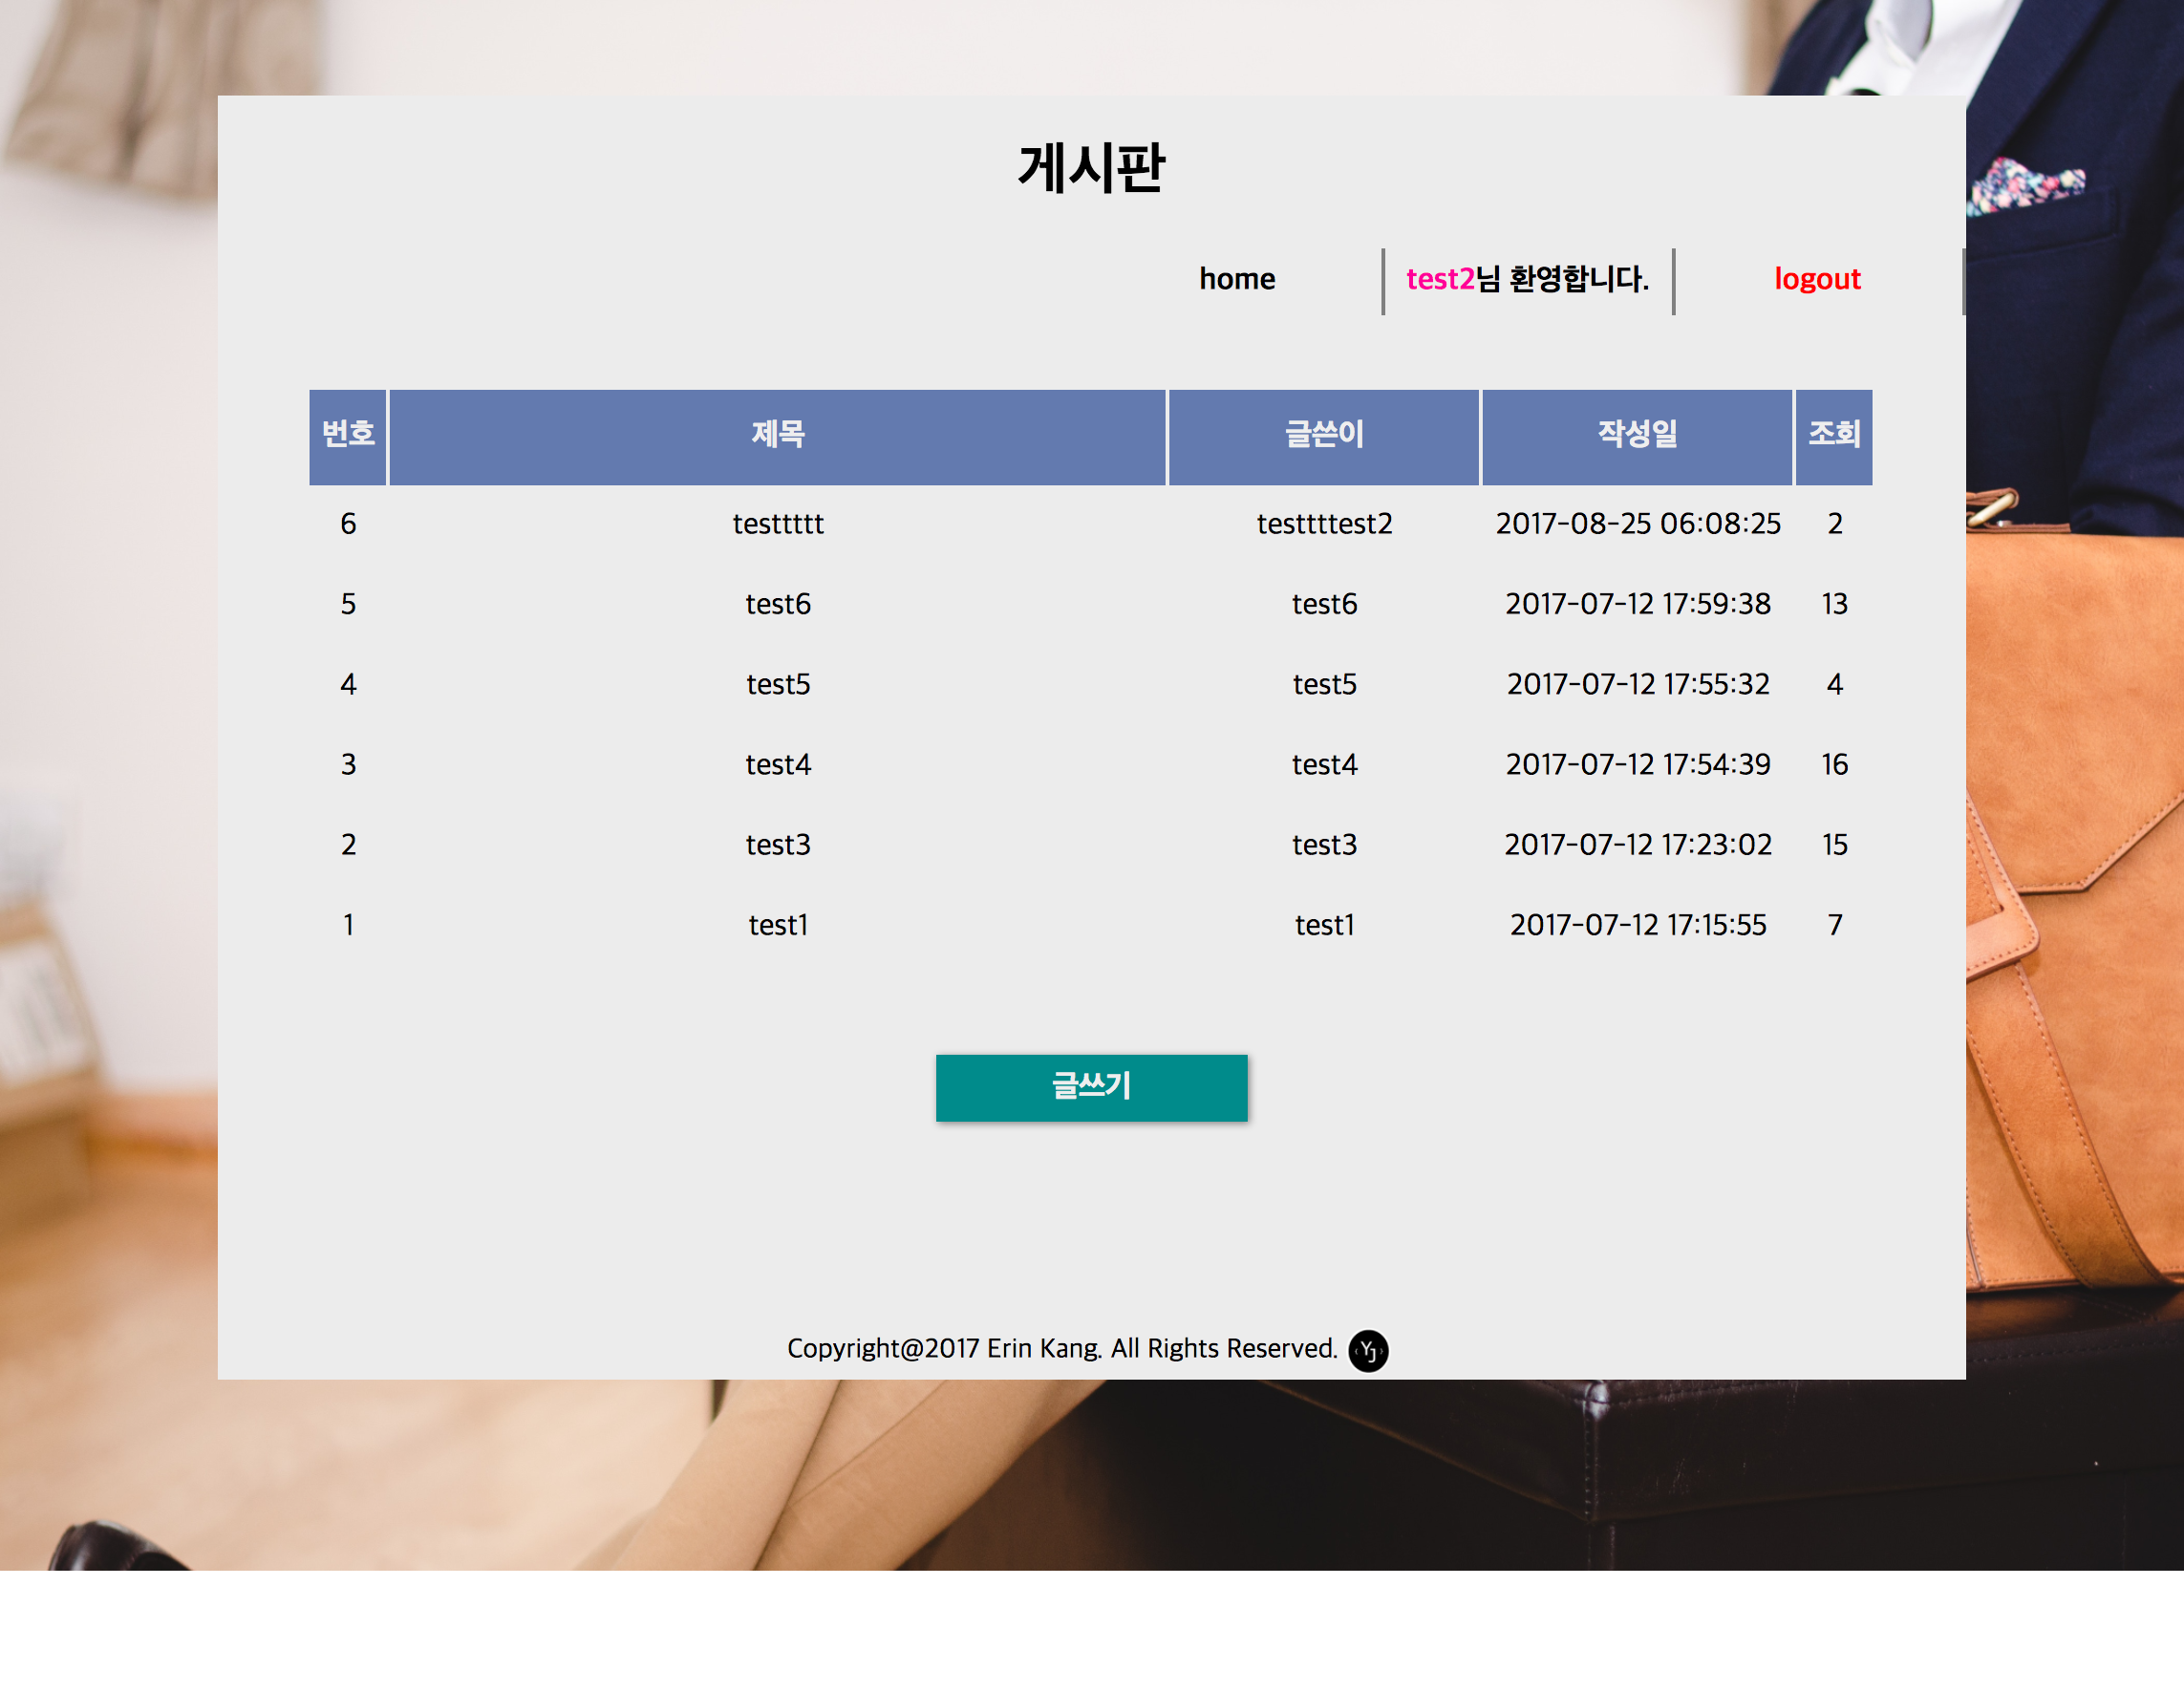 게시판
home test2님 환영합니다. logout
번호 제목 글쓴이 작성일 조회
6 testtttt testttttest2 2017-08-25 06:08:25 2
5 test6 test6 2017-07-12 17:59:38 13
4 test5 test5 2017-07-12 17:55:32 4
3 test4 test4 2017-07-12 17:54:39 16
2 test3 test3 2017-07-12 17:23:02 15
1 test1 test1 2017-07-12 17:15:55 7
글쓰기
Copyright@2017 Erin Kang. All Rights Reserved. YJ